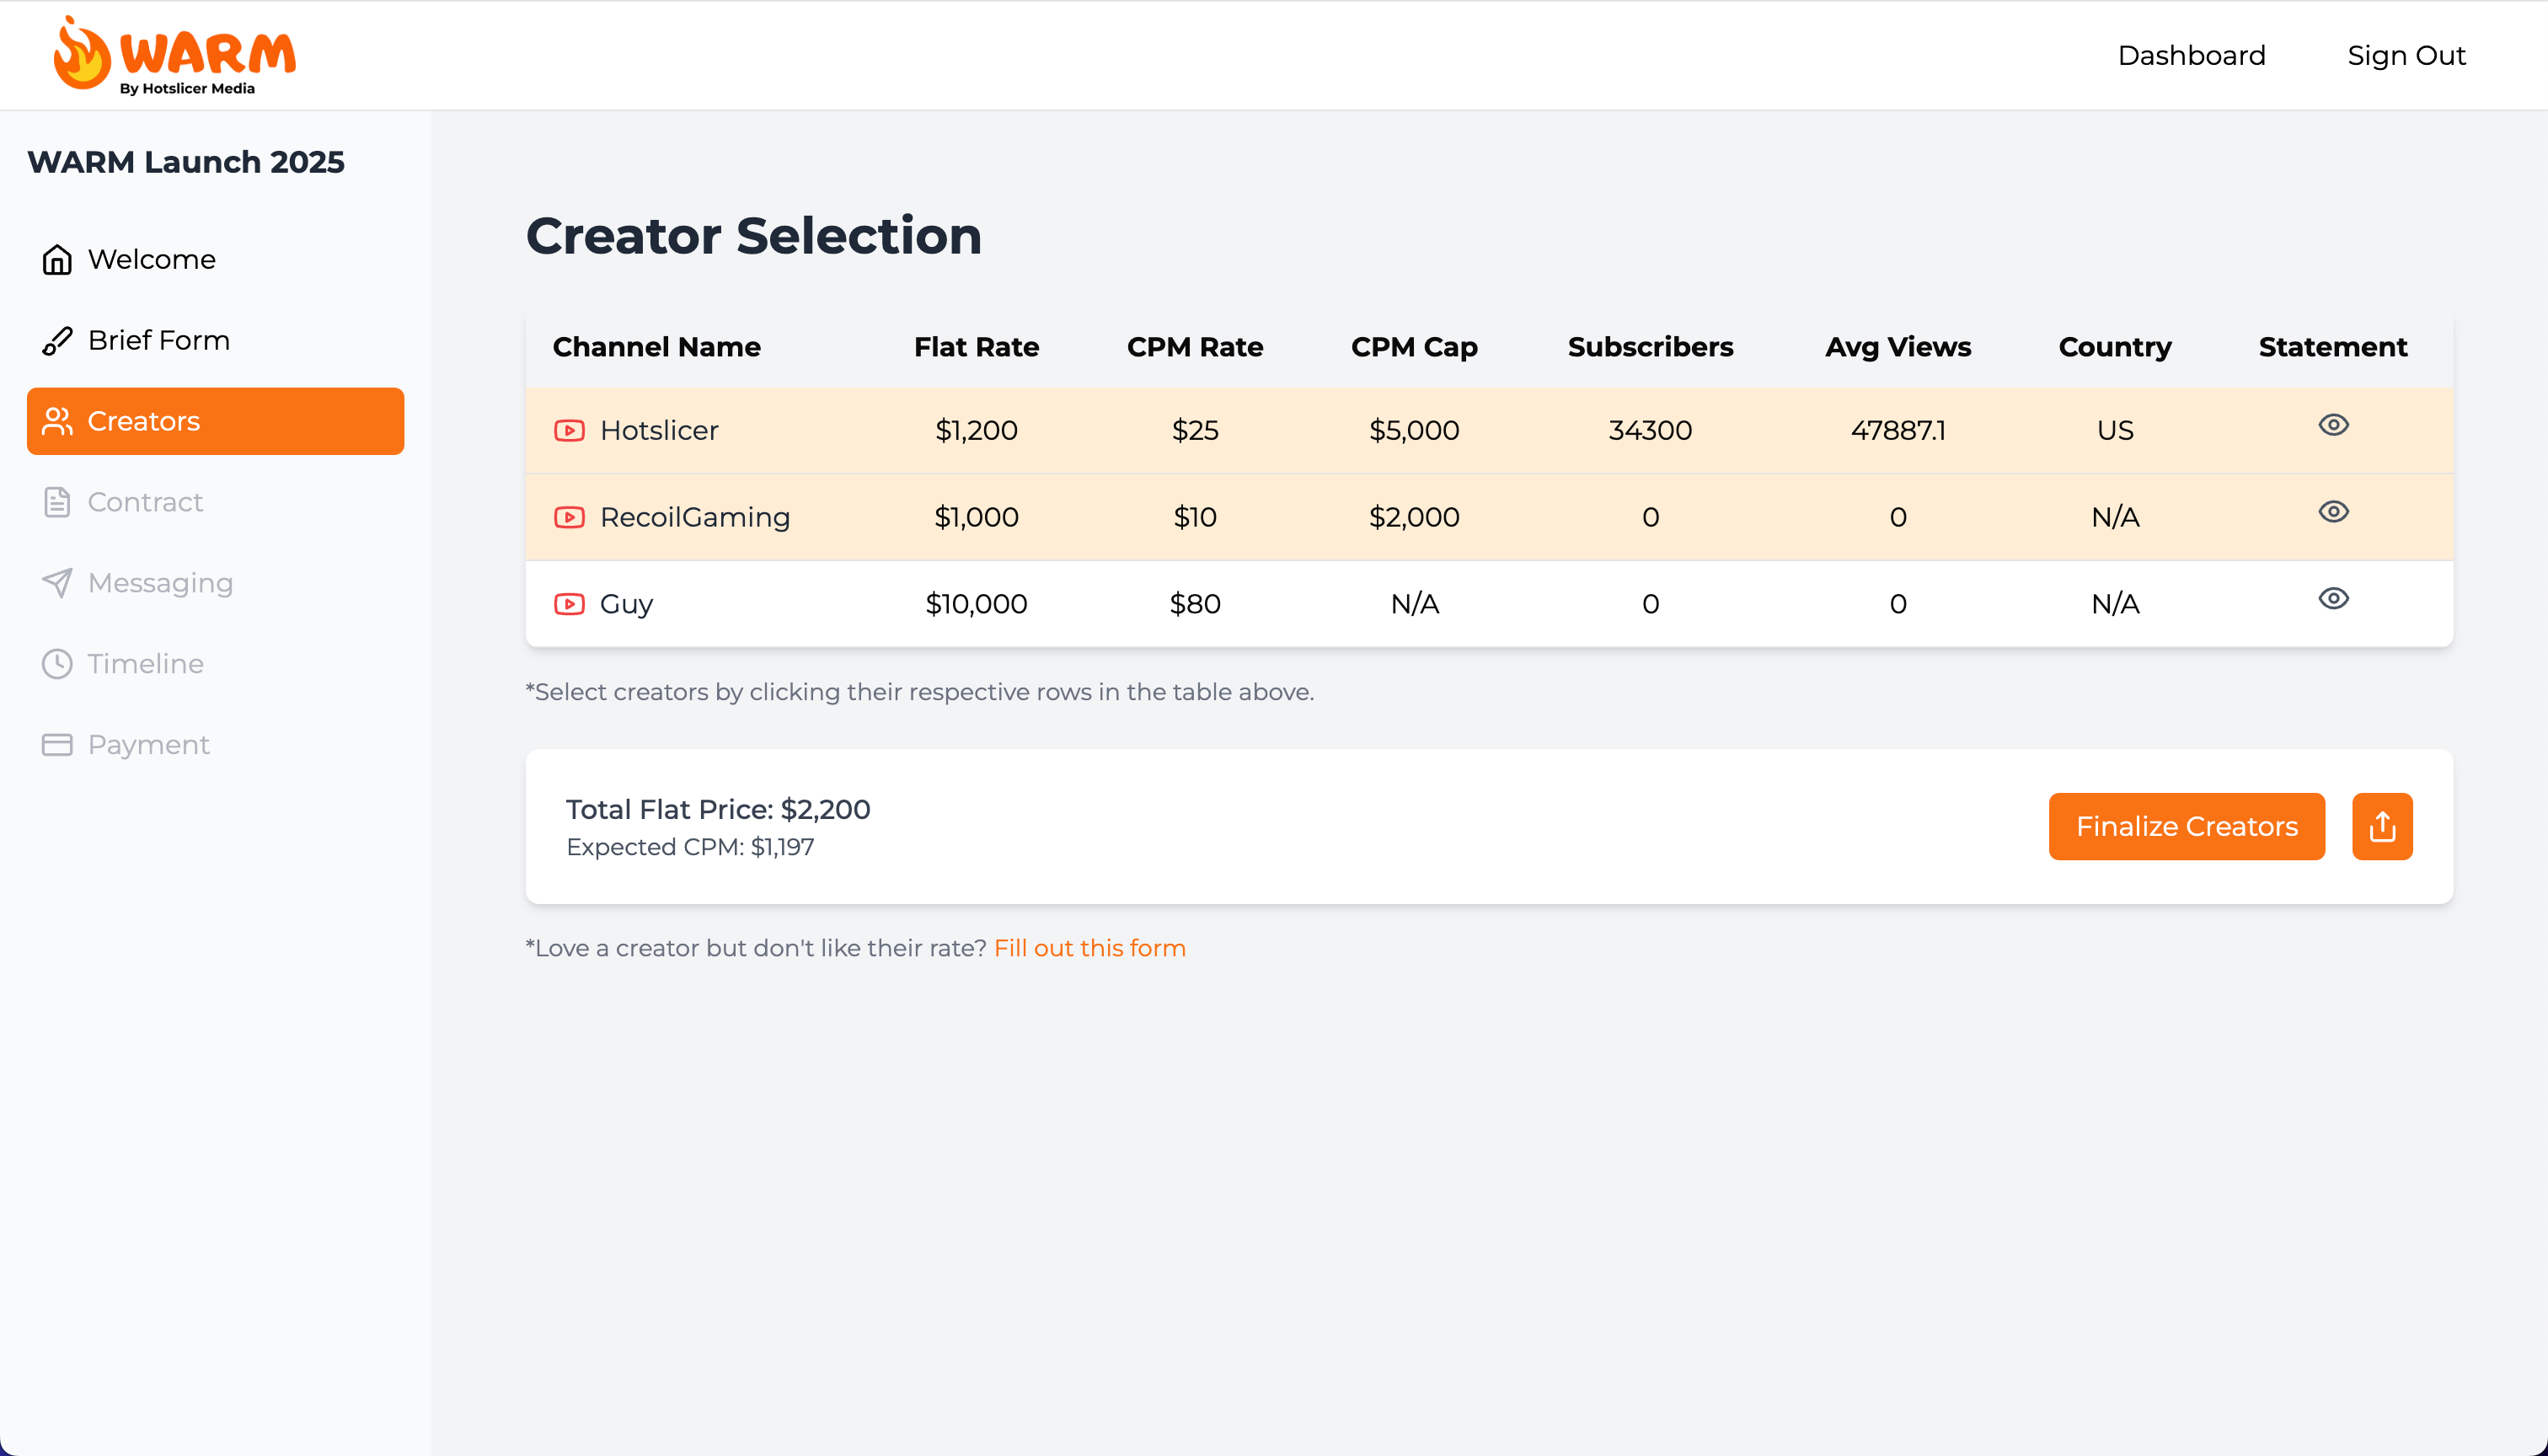 WARM
By Hotslicer Media
Dashboard Sign Out
WARM Launch 2025
Welcome
Brief Form
Creators
Contract
Messaging
Timeline
Payment
Creator Selection
Channel Name Flat Rate CPM Rate CPM Cap Subscribers Avg Views Country Statement
Hotslicer $1,200 $25 $5,000 34300 47887.1 US
RecoilGaming $1,000 $10 $2,000 0 0 N/A
Guy $10,000 $80 N/A 0 0 N/A
*Select creators by clicking their respective rows in the table above.
Total Flat Price: $2,200
Expected CPM: $1,197
Finalize Creators
*Love a creator but don't like their rate? Fill out this form